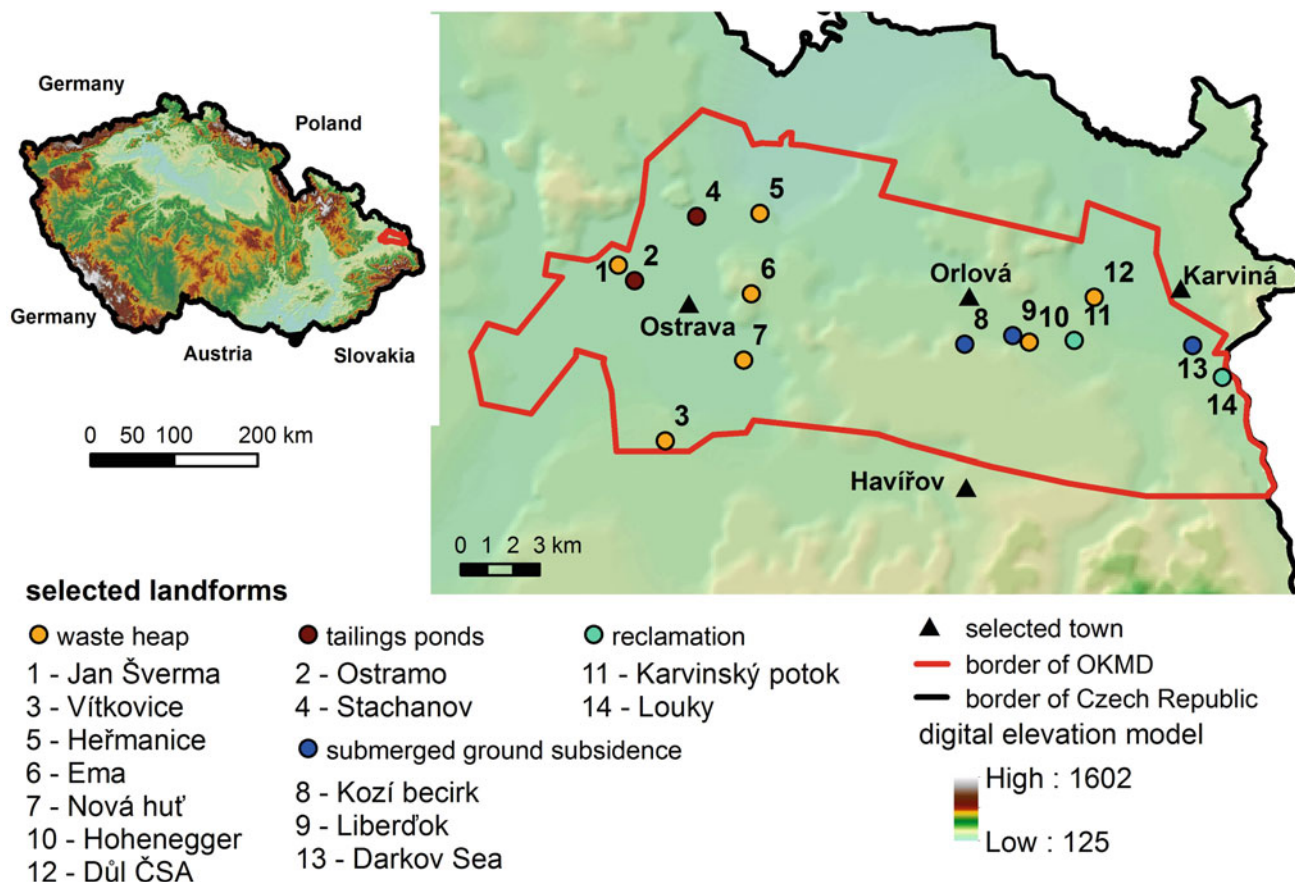 Germany
Poland
Germany
Austria
Slovakia
0 50 100 200 km
4
5
1
2
6
Ostrava
7
3
Orlová
8
9
10
11
12
Karviná
13
14
Havířov
0 1 2 3 km
selected landforms
waste heap
1 - Jan Šverma
3 - Vítkovice
5 - Heřmanice
6 - Ema
7 - Nová huť
10 - Hohenegger
12 - Důl ČSA
tailings ponds
2 - Ostramo
4 - Stachanov
submerged ground subsidence
8 - Kozí becirk
9 - Liberďok
13 - Darkov Sea
reclamation
11 - Karvinský potok
14 - Louky
selected town
border of OKMD
border of Czech Republic
digital elevation model
High : 1602
Low : 125